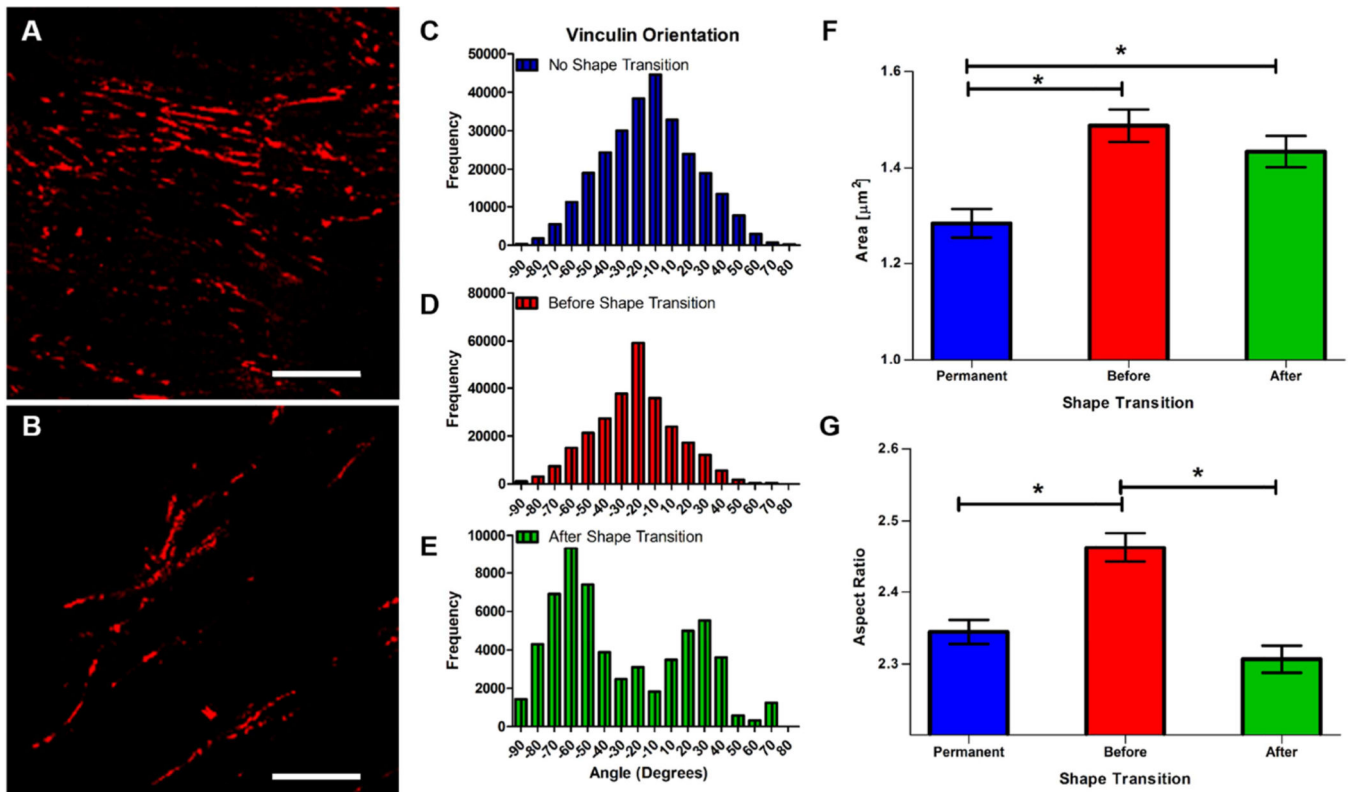 A
B
C
Vinculin Orientation
No Shape Transition
Frequency
50000
40000
30000
20000
10000
0
-90 -80 -70 -60 -50 -40 -30 -20 -10 10 20 30 40 50 60 70 80
D
Before Shape Transition
Frequency
80000
60000
40000
20000
0
-90 -80 -70 -60 -50 -40 -30 -20 -10 10 20 30 40 50 60 70 80
E
After Shape Transition
Frequency
10000
8000
6000
4000
2000
0
-90 -80 -70 -60 -50 -40 -30 -20 -10 10 20 30 40 50 60 70 80
Angle (Degrees)
F
* *
Area [μm²]
1.6
1.4
1.2
1.0
Permanent Before After
Shape Transition
G
* *
Aspect Ratio
2.6
2.5
2.4
2.3
Permanent Before After
Shape Transition